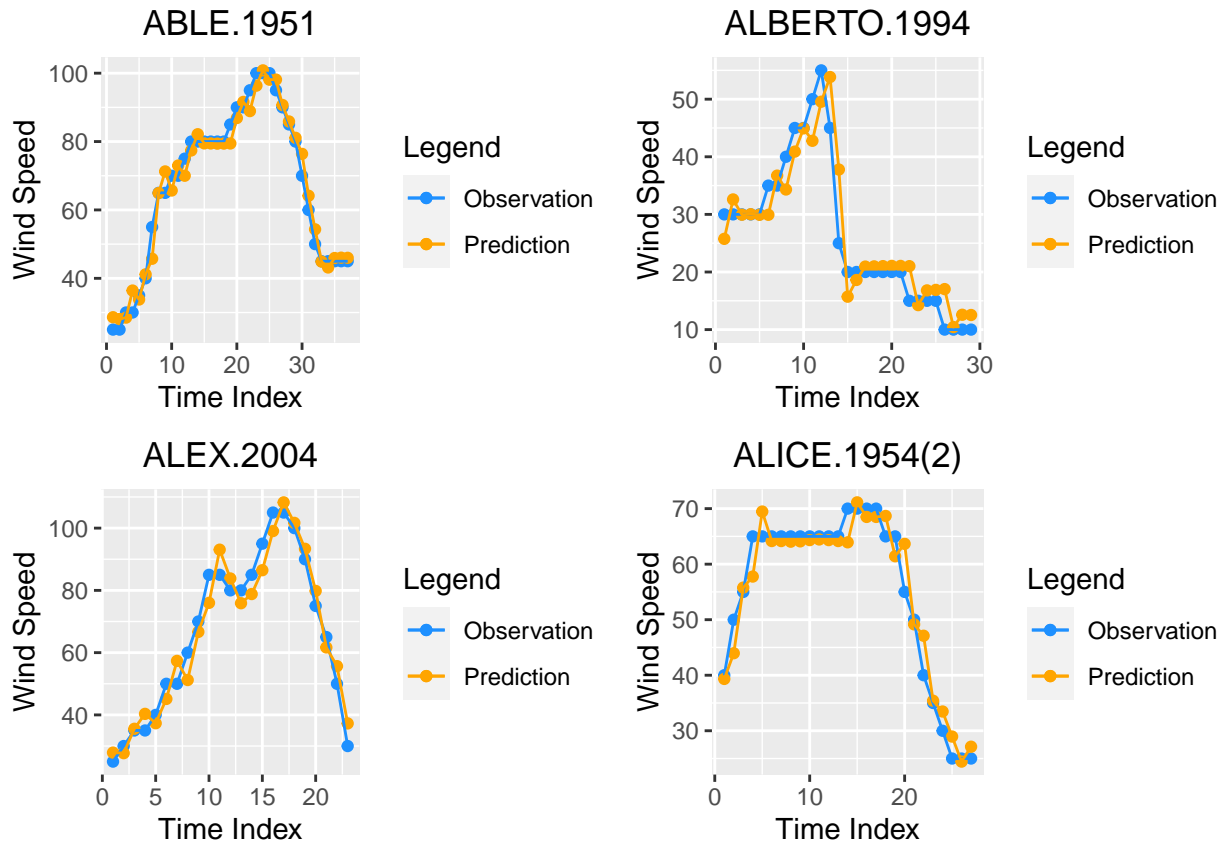 ABLE.1951
Wind Speed
100
80
60
40
0 10 20 30
Time Index
Legend
Observation
Prediction
ALBERTO.1994
Wind Speed
50
40
30
20
10
0 10 20 30
Time Index
Legend
Observation
Prediction
ALEX.2004
Wind Speed
100
80
60
40
0 5 10 15 20
Time Index
Legend
Observation
Prediction
ALICE.1954(2)
Wind Speed
70
60
50
40
30
0 10 20
Time Index
Legend
Observation
Prediction